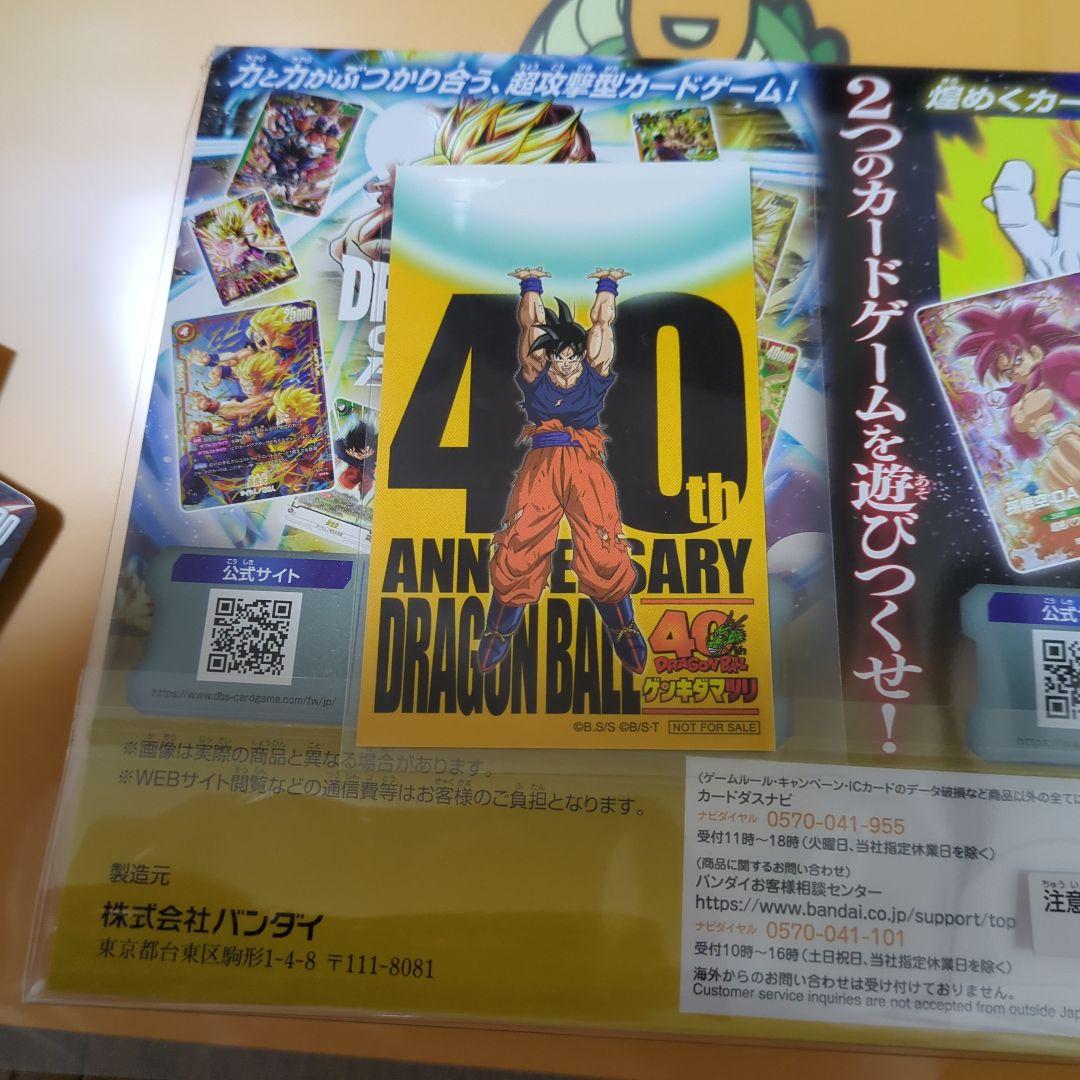 力と力がぶつかり合う、超攻撃型カードゲーム!
煌めくカー
2つのカードゲームを遊びつくせ!
25000
40th
ANNIVERSARY
DRAGON BALL
40th
DRAGON BALL
ゲンキダマツリ
©B.S/S ©B/S・T NOT FOR SALE
公式サイト
https://www.dbs-cardgame.com/fw/jp/
公式
※画像は実際の商品と異なる場合があります。
※WEBサイト閲覧などの通信費等はお客様のご負担となります。
製造元
株式会社バンダイ
東京都台東区駒形1-4-8 〒111-8081
(ゲームルール・キャンペーン・ICカードのデータ破損など商品以外の全ては
カードダスナビ
ナビダイヤル 0570-041-955
受付11時~18時(火曜日、当社指定休業日を除く)
(商品に関するお問い合わせ)
バンダイお客様相談センター
https://www.bandai.co.jp/support/top
ナビダイヤル 0570-041-101
受付10時~16時(土日祝日、当社指定休業日を除く)
海外からのお問い合わせは受け付けておりません。
Customer service inquiries are not accepted from outside Jap
注意